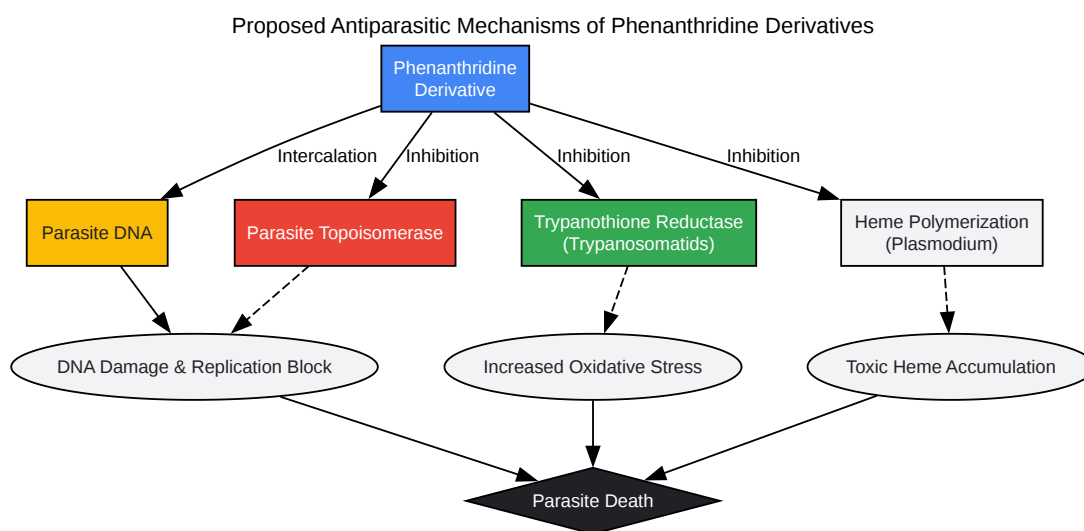 Proposed Antiparasitic Mechanisms of Phenanthridine Derivatives
Phenanthridine
Derivative
Intercalation
Inhibition
Inhibition
Inhibition
Parasite DNA
Parasite Topoisomerase
Trypanothione Reductase
(Trypanosomatids)
Heme Polymerization
(Plasmodium)
DNA Damage & Replication Block
Increased Oxidative Stress
Toxic Heme Accumulation
Parasite Death